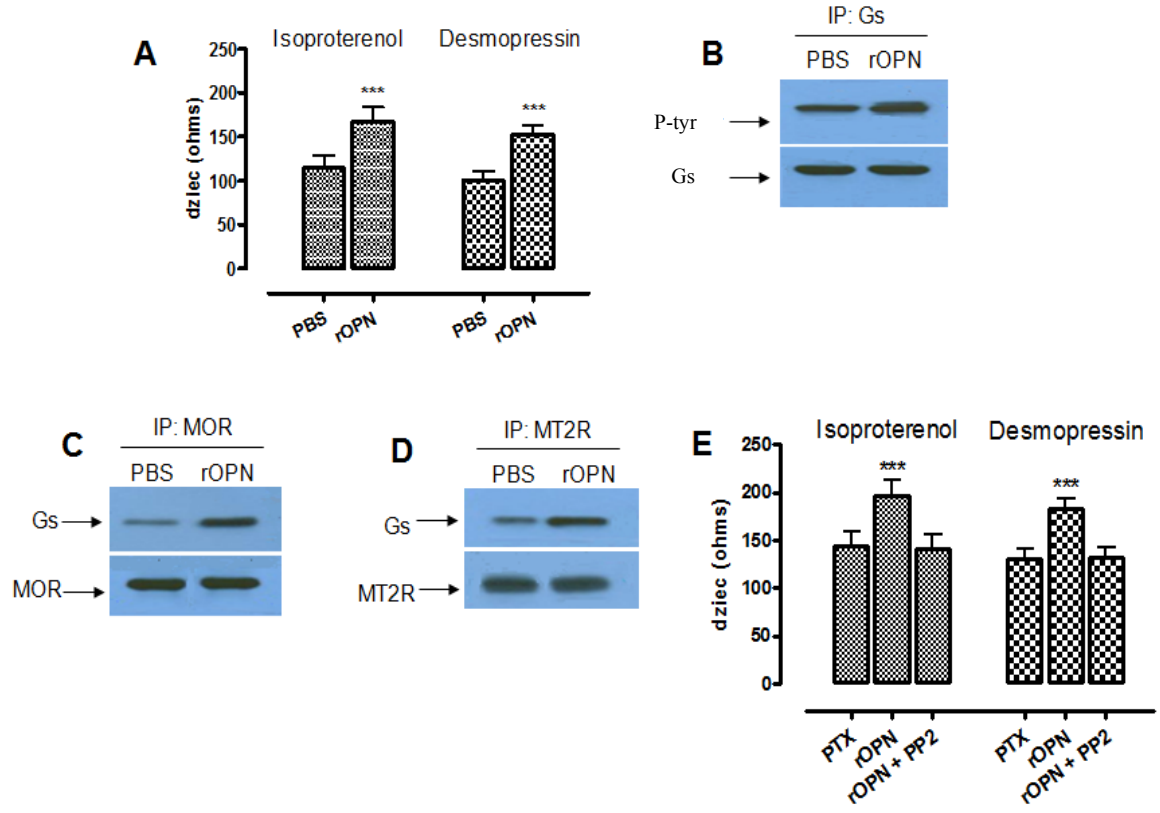 A
Isoproterenol Desmopressin
dziec (ohms)
250
200
150
100
50
0
*** ***
PBS rOPN PBS rOPN
B
IP: Gs
PBS rOPN
P-tyr
Gs
C
IP: MOR
PBS rOPN
Gs
MOR
D
IP: MT2R
PBS rOPN
Gs
MT2R
E
Isoproterenol Desmopressin
dziec (ohms)
250
200
150
100
50
0
*** ***
PTX rOPN rOPN + PP2 PTX rOPN rOPN + PP2